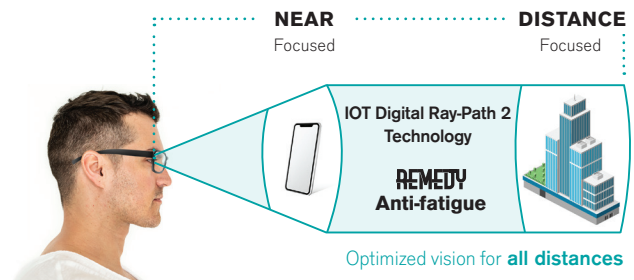 NEAR
Focused
DISTANCE
Focused
IOT Digital Ray-Path 2
Technology
REMEDY
Anti-fatigue
Optimized vision for all distances